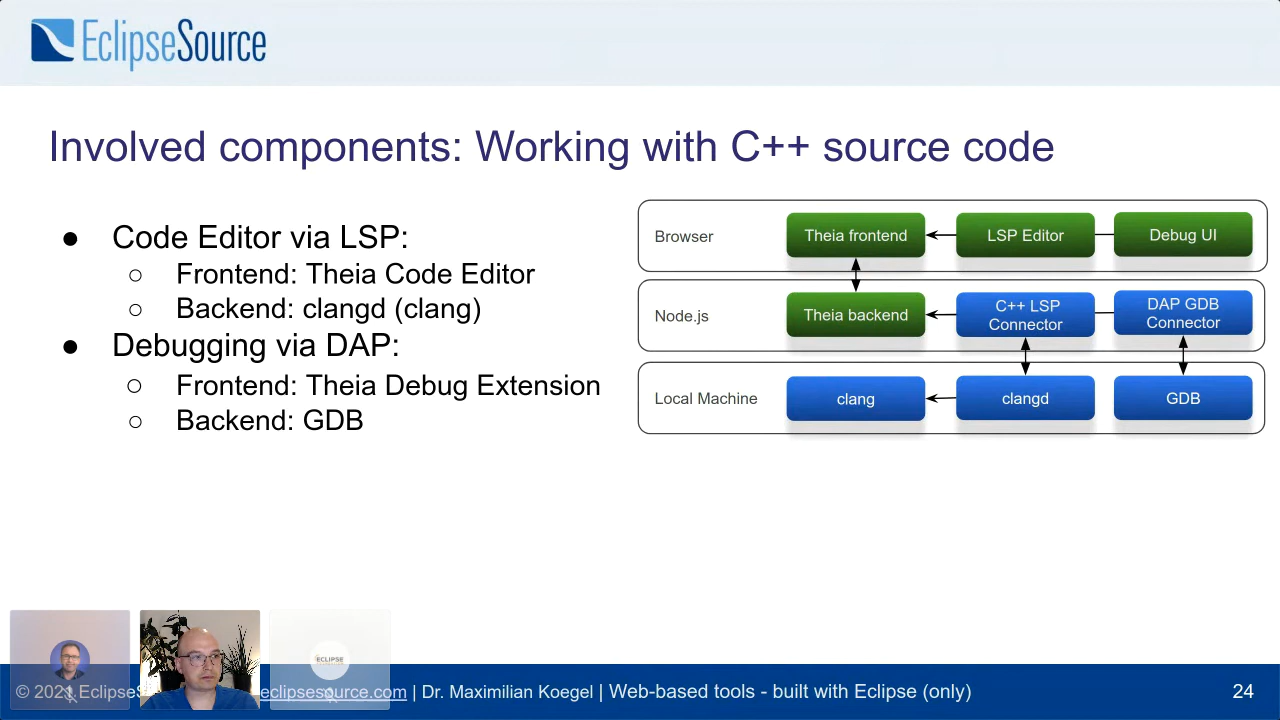 EclipseSource
Involved components: Working with C++ source code
● Code Editor via LSP:
○ Frontend: Theia Code Editor
○ Backend: clangd (clang)
● Debugging via DAP:
○ Frontend: Theia Debug Extension
○ Backend: GDB
Browser
Theia frontend
LSP Editor
Debug UI
Node.js
Theia backend
C++ LSP
Connector
DAP GDB
Connector
Local Machine
clang
clangd
GDB
ECLIPSE
© 2021 EclipseS eclipsesource.com | Dr. Maximilian Koegel | Web-based tools - built with Eclipse (only)
24